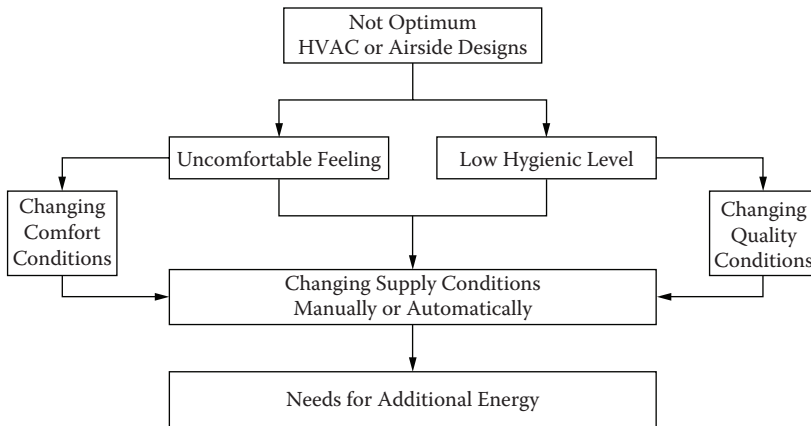 Not Optimum
HVAC or Airside Designs
Uncomfortable Feeling
Low Hygienic Level
Changing
Comfort
Conditions
Changing
Quality
Conditions
Changing Supply Conditions
Manually or Automatically
Needs for Additional Energy